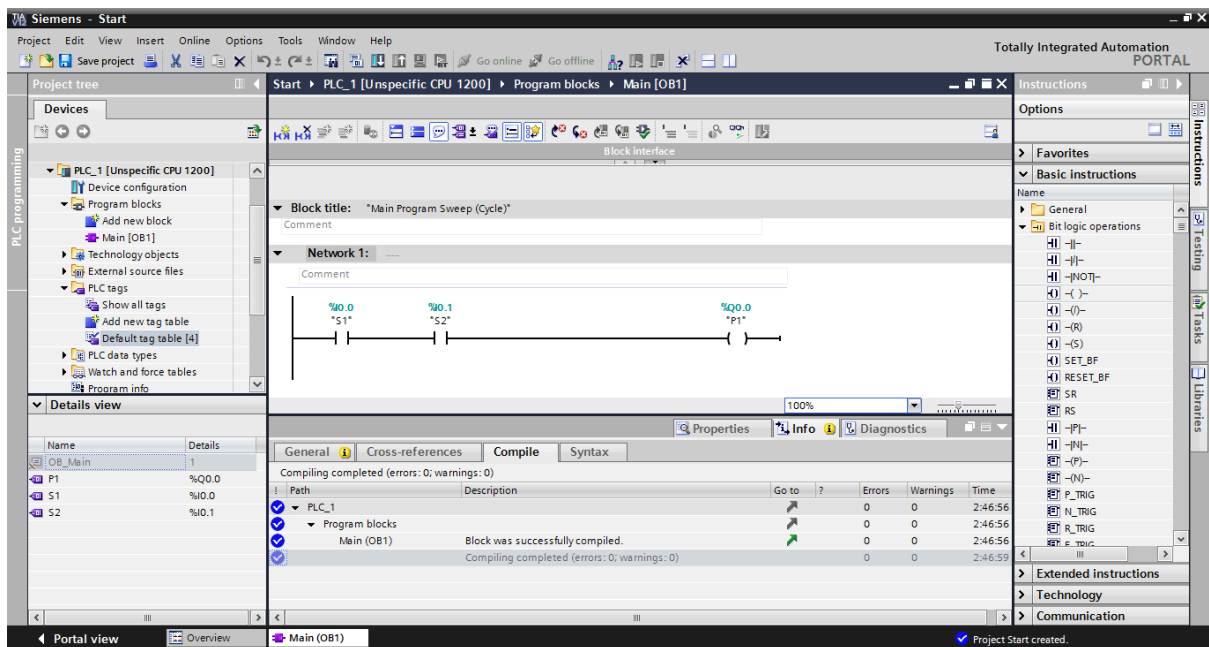 Siemens - Start
Project Edit View Insert Online Options Tools Window Help
Totally Integrated Automation
PORTAL
Save project
Go online
Go offline
Project tree
Devices
PLC programming
PLC_1 [Unspecific CPU 1200]
Device configuration
Program blocks
Add new block
Main [OB1]
Technology objects
External source files
PLC tags
Show all tags
Add new tag table
Default tag table [4]
PLC data types
Watch and force tables
Program info
Details view
Name Details
OB_Main 1
P1 %Q0.0
S1 %I0.0
S2 %I0.1
Start PLC_1 [Unspecific CPU 1200] Program blocks Main [OB1]
Block interface
Block title: "Main Program Sweep (Cycle)"
Comment
Network 1: .....
Comment
%I0.0 %I0.1 %Q0.0
"S1" "S2" "P1"
100%
Properties Info Diagnostics
General Cross-references Compile Syntax
Compiling completed (errors: 0; warnings: 0)
! Path Description Go to ? Errors Warnings Time
PLC_1 0 0 2:46:56
Program blocks 0 0 2:46:56
Main (OB1) Block was successfully compiled. 0 0 2:46:56
Compiling completed (errors: 0; warnings: 0) 0 0 2:46:59
Instructions
Options
Favorites
Basic instructions
Name
General
Bit logic operations
-||-
-|/|-
-|NOT|-
-( )-
-(/)-
-(R)
-(S)
SET_BF
RESET_BF
SR
RS
-|P|-
-|N|-
-(P)-
-(N)-
P_TRIG
N_TRIG
R_TRIG
F_TRIG
Extended instructions
Technology
Communication
Instructions
Testing
Tasks
Libraries
Portal view
Overview
Main (OB1)
Project Start created.